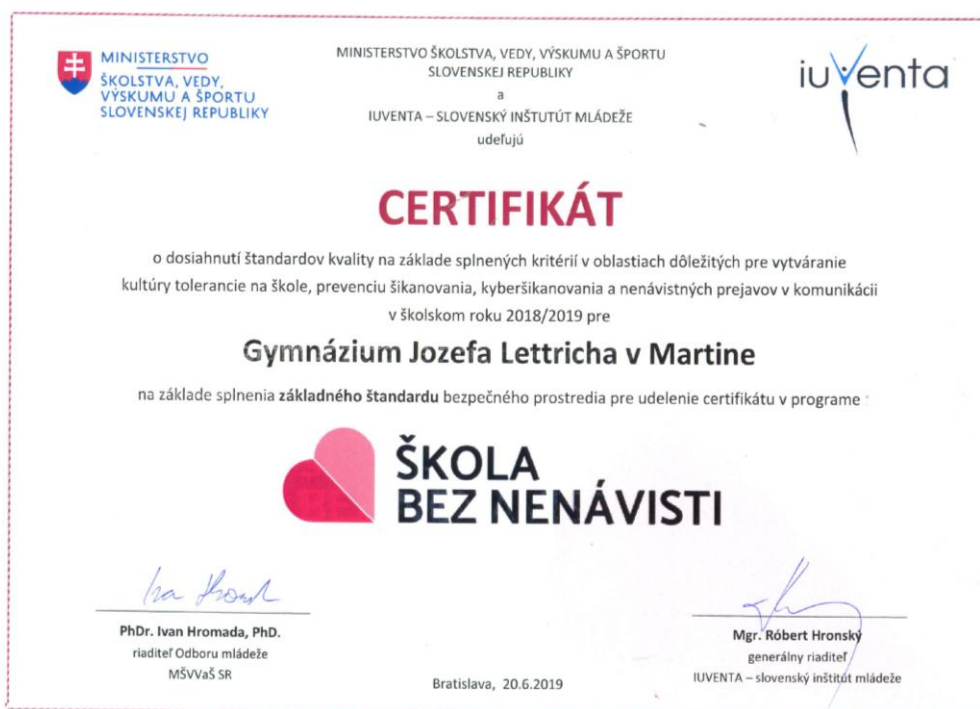 MINISTERSTVO
ŠKOLSTVA, VEDY,
VÝSKUMU A ŠPORTU
SLOVENSKEJ REPUBLIKY
MINISTERSTVO ŠKOLSTVA, VEDY, VÝSKUMU A ŠPORTU
SLOVENSKEJ REPUBLIKY
a
IUVENTA – SLOVENSKÝ INŠTUTÚT MLÁDEŽE
udeľujú
iuventa
CERTIFIKÁT
o dosiahnutí štandardov kvality na základe splnených kritérií v oblastiach dôležitých pre vytváranie
kultúry tolerancie na škole, prevenciu šikanovania, kyberšikanovania a nenávistných prejavov v komunikácii
v školskom roku 2018/2019 pre
Gymnázium Jozefa Lettricha v Martine
na základe splnenia základného štandardu bezpečného prostredia pre udelenie certifikátu v programe
ŠKOLA
BEZ NENÁVISTI
PhDr. Ivan Hromada, PhD.
riaditeľ Odboru mládeže
MŠVVaŠ SR
Bratislava, 20.6.2019
Mgr. Róbert Hronský
generálny riaditeľ
IUVENTA – slovenský inštitút mládeže